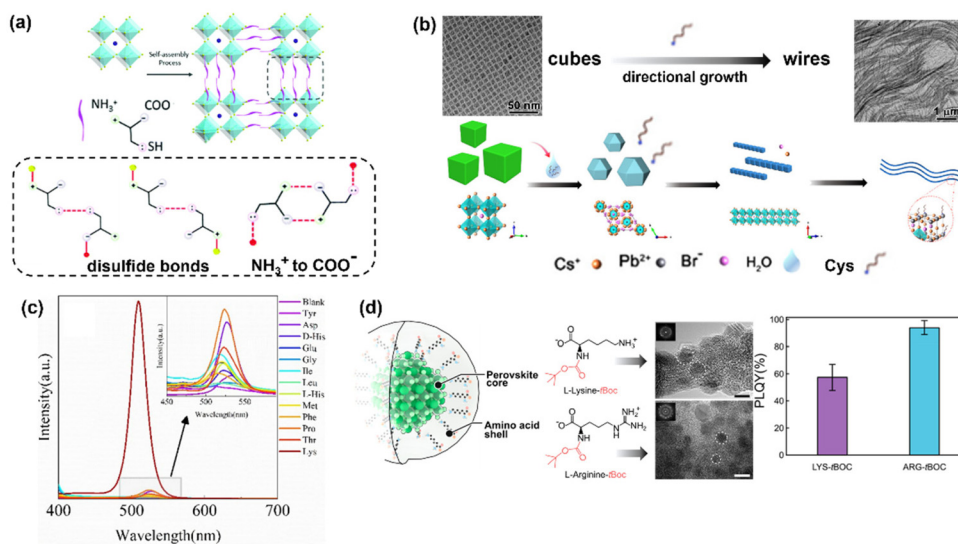 (a)
Self-assembly
Process
NH₃⁺
COO
SH
disulfide bonds
NH₃⁺ to COO⁻
(b)
50 nm
cubes
directional growth
wires
1 μm
Cs⁺
Pb²⁺
Br⁻
H₂O
Cys
(c)
Intensity(a.u.)
Wavelength(nm)
400
500
600
700
Intensity(a.u.)
Wavelength(nm)
450
500
550
Blank
Tyr
Asp
D-His
Glu
Gly
Ile
Leu
L-His
Met
Phe
Pro
Thr
Lys
(d)
Perovskite
core
Amino acid
shell
L-Lysine-tBoc
L-Arginine-tBoc
PLQY(%)
100
80
60
40
20
0
LYS-tBOC
ARG-tBOC